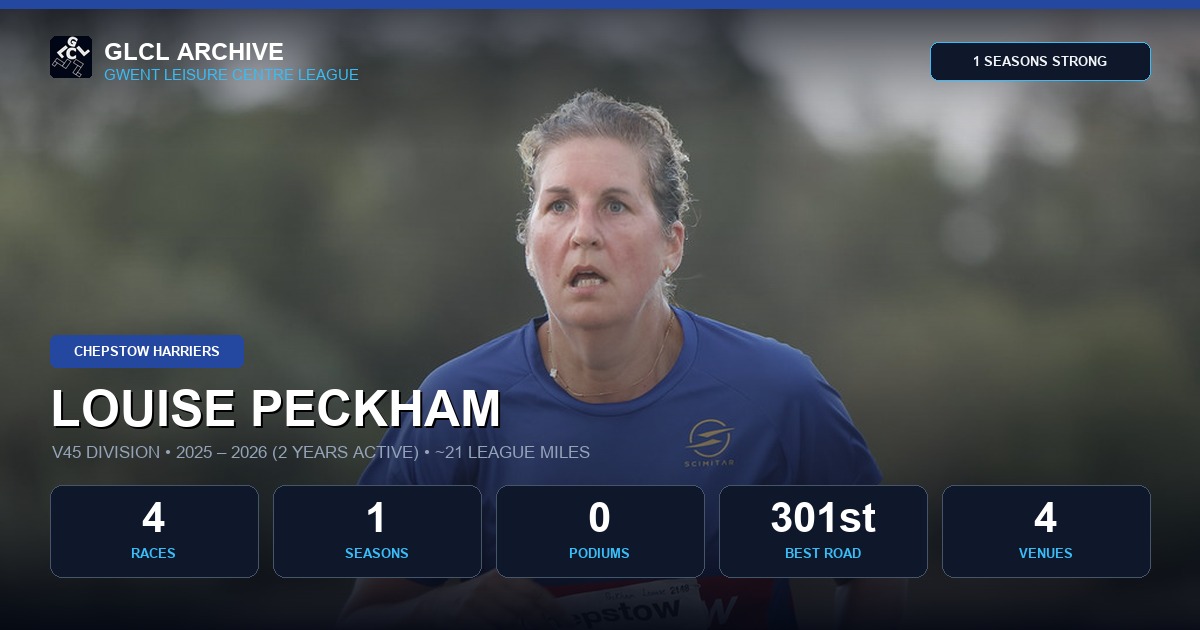 GLCL ARCHIVE
GWENT LEISURE CENTRE LEAGUE
1 SEASONS STRONG
CHEPSTOW HARRIERS
LOUISE PECKHAM
V45 DIVISION • 2025 – 2026 (2 YEARS ACTIVE) • ~21 LEAGUE MILES
SCIMITAR
4
RACES
1
SEASONS
0
PODIUMS
301st
BEST ROAD
4
VENUES
hepstow